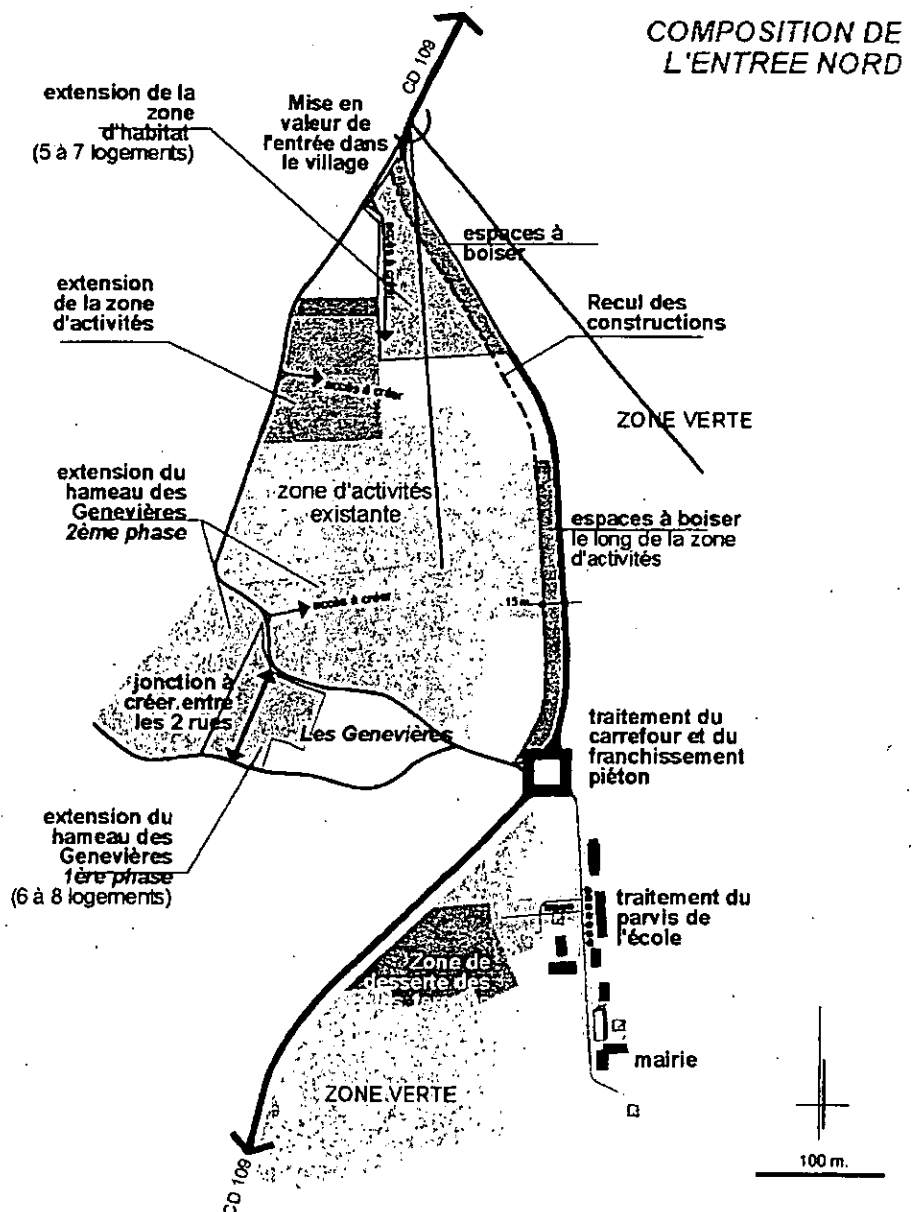 COMPOSITION DE
L'ENTREE NORD
CD 109
extension de la
zone
d'habitat
(5 à 7 logements)
Mise en
valeur de
l'entrée dans
le village
accès à créer
espaces à
boiser
extension
de la zone
d'activités
Recul des
constructions
accès à créer
ZONE VERTE
extension du
hameau des
Genevières
2ème phase
zone d'activités
existante
espaces à boiser
le long de la zone
d'activités
accès à créer
15 m.
jonction à
créer entre
les 2 rues
Les Genevières
traitement du
carrefour et du
franchissement
piéton
extension du
hameau des
Genevières
1ère phase
(6 à 8 logements)
traitement du
parvis de
l'école
Zone de
desserte des
mairie
ZONE VERTE
CD 109
100 m.